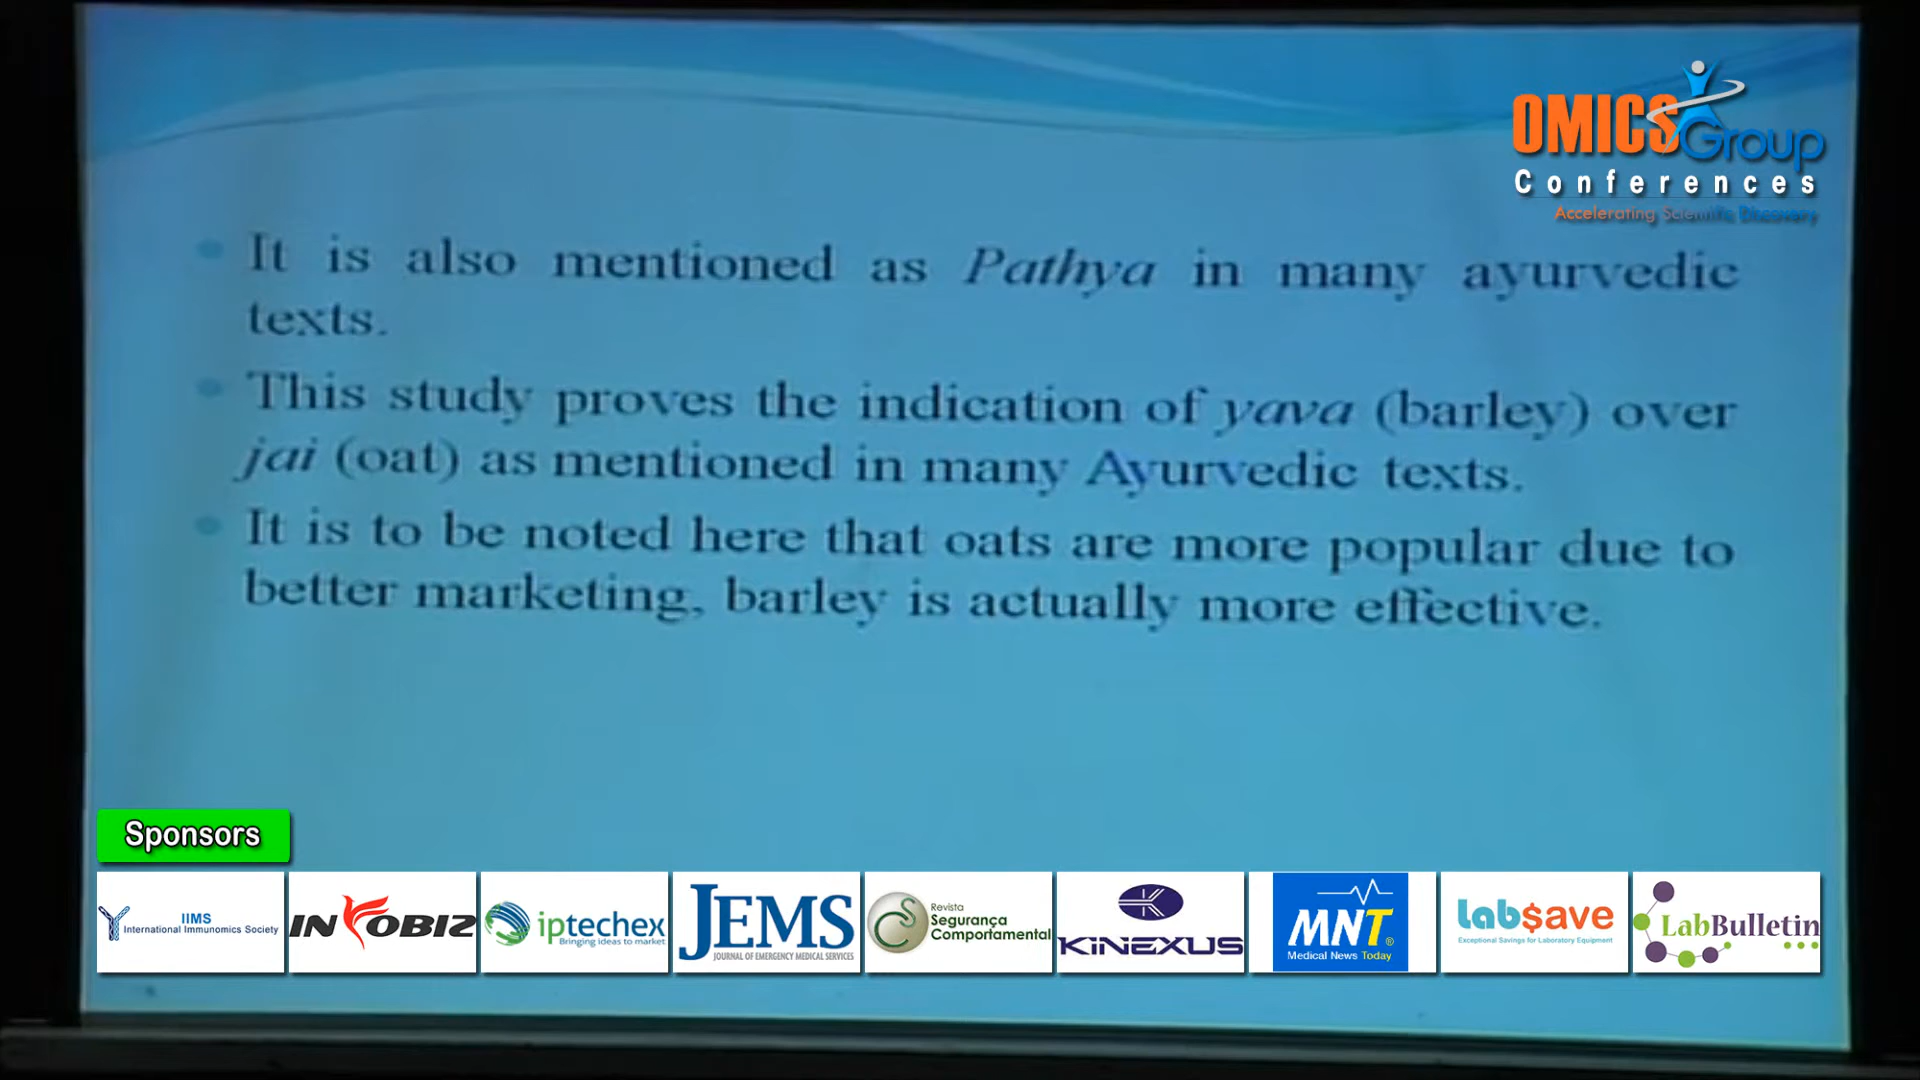 OMICS Group
Conferences
Accelerating Scientific Discovery
It is also mentioned as Pathya in many ayurvedic
texts.
This study proves the indication of yava (barley) over
jai (oat) as mentioned in many Ayurvedic texts.
It is to be noted here that oats are more popular due to
better marketing, barley is actually more effective.
Sponsors
IIMS
International Immunomics Society
INFOBIZ
iptechex
Bringing ideas to market
JEMS
JOURNAL OF EMERGENCY MEDICAL SERVICES
Revista
Segurança
Comportamental
KINEXUS
MNT®
Medical News Today
lab$ave
Exceptional Savings for Laboratory Equipment
LabBulletin